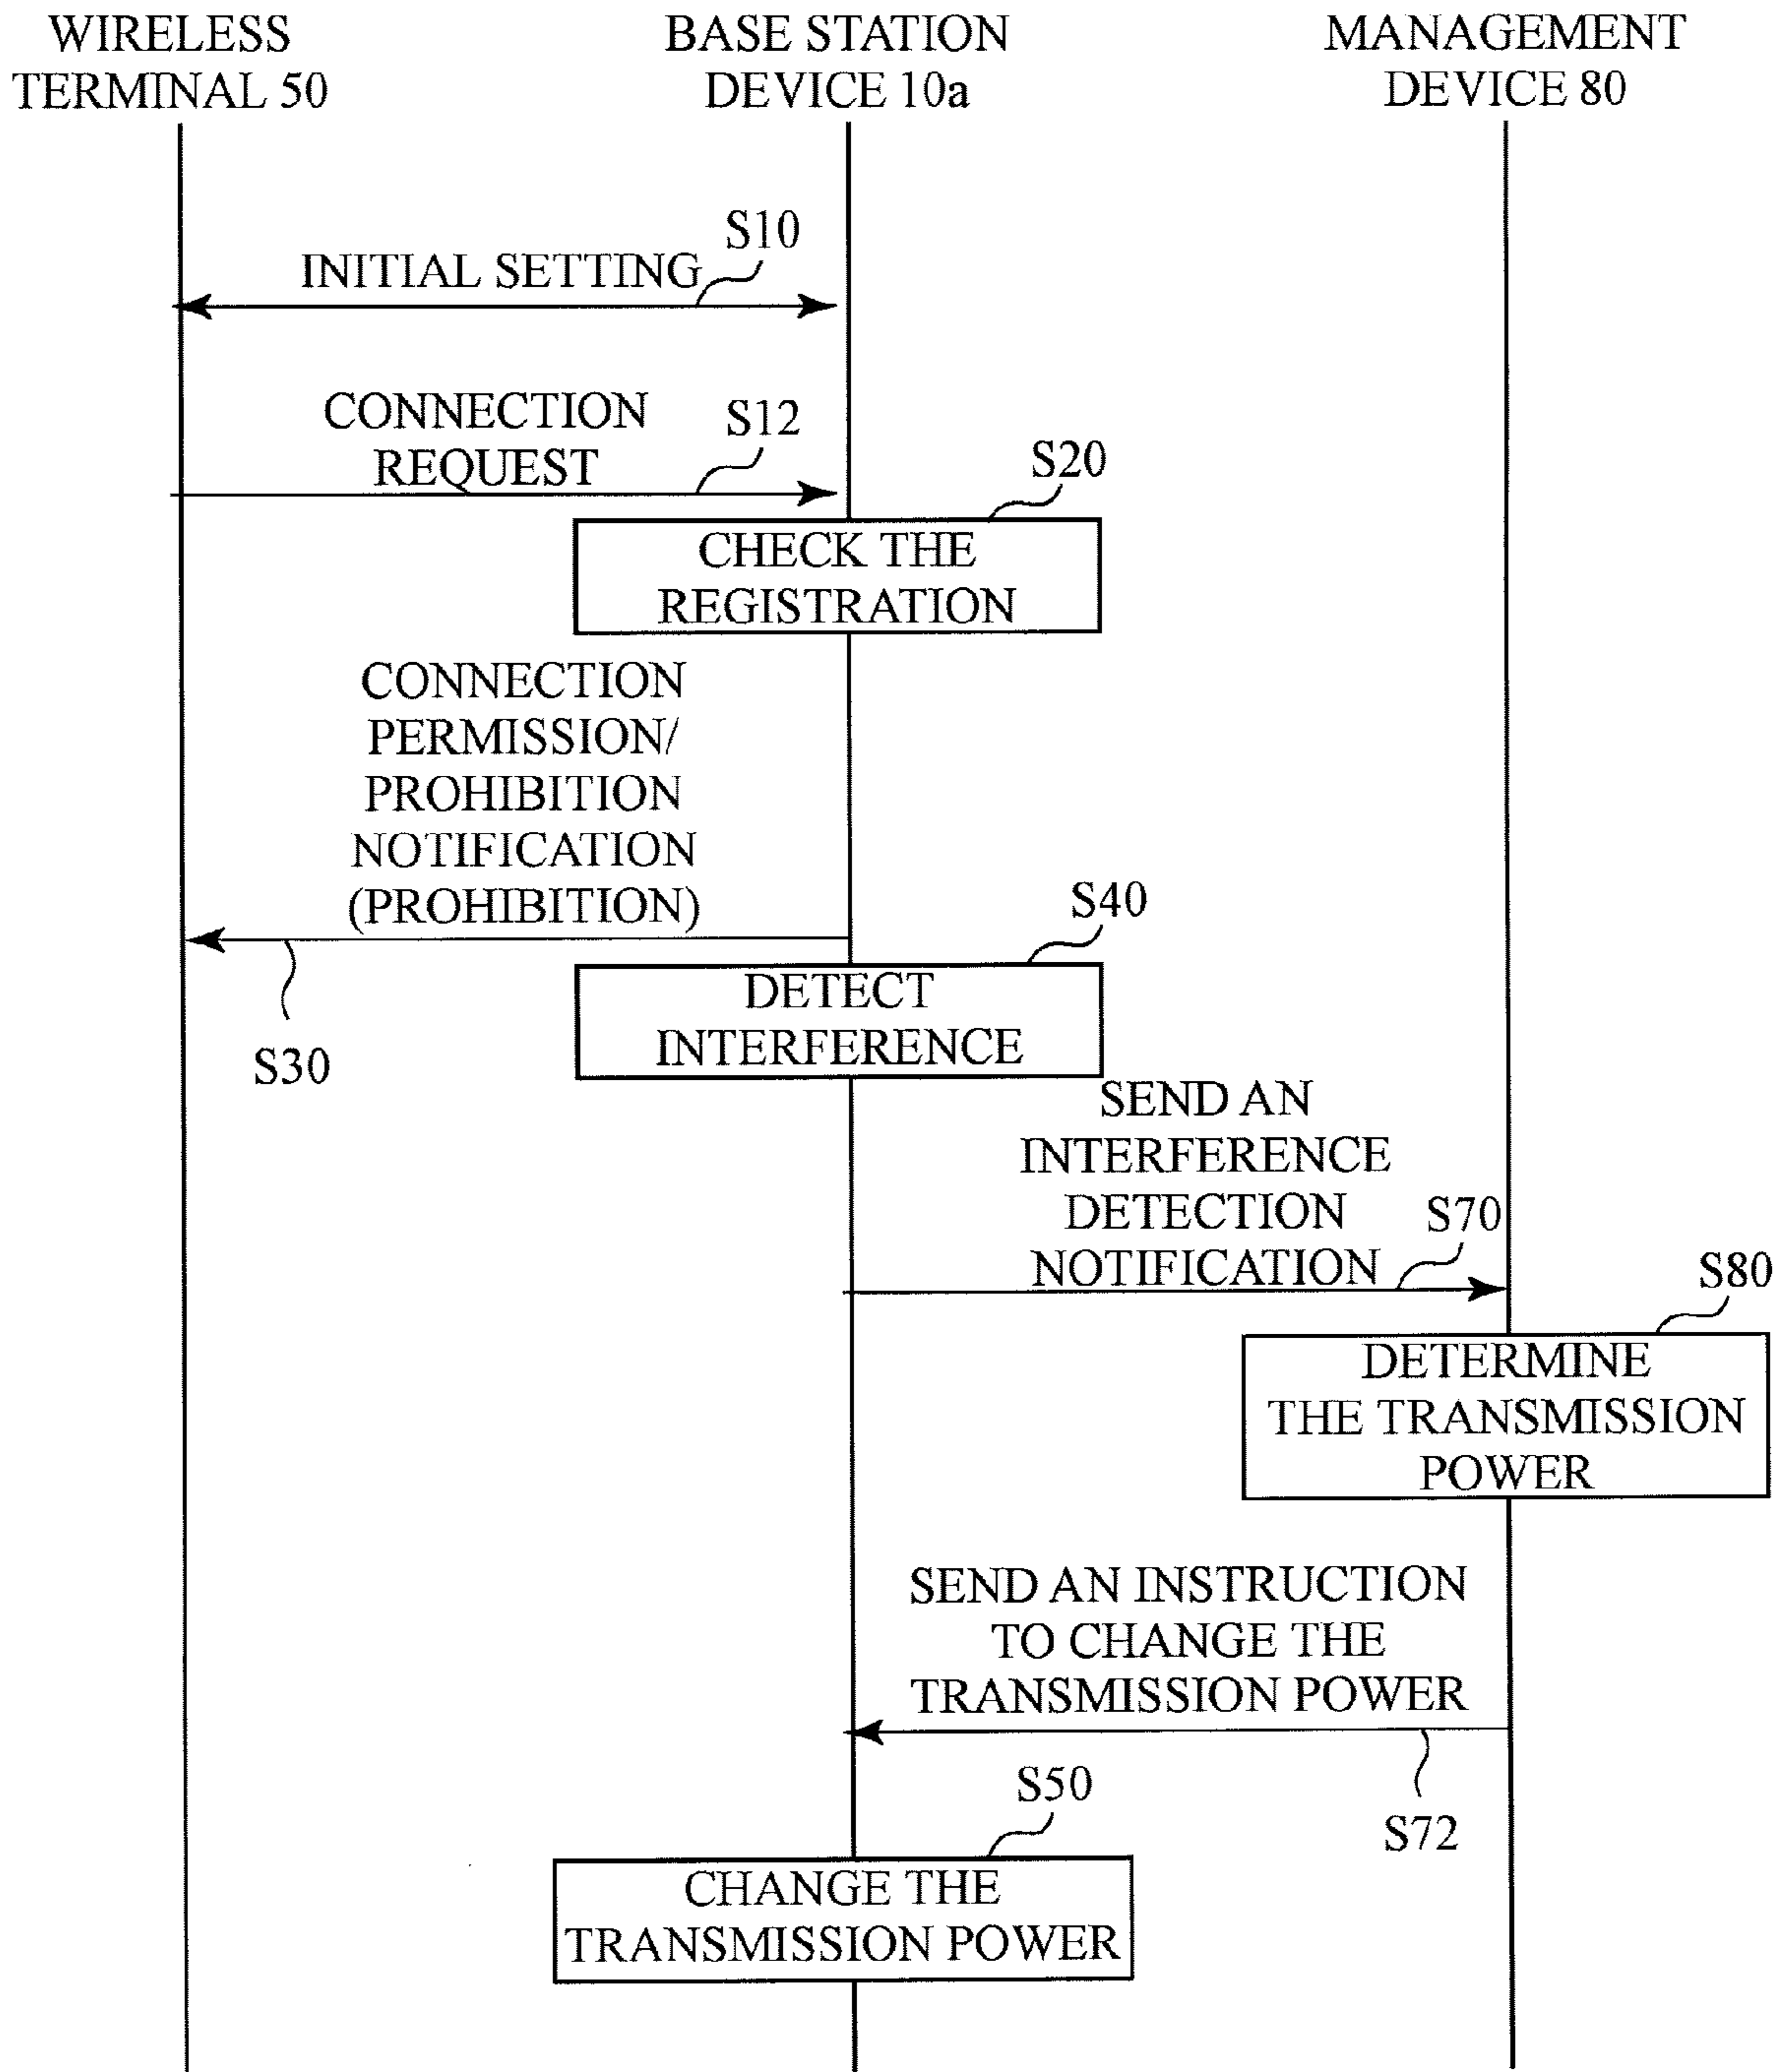 WIRELESS
TERMINAL 50
BASE STATION
DEVICE 10a
MANAGEMENT
DEVICE 80
S10
INITIAL SETTING
CONNECTION
REQUEST
S12
S20
CHECK THE
REGISTRATION
CONNECTION
PERMISSION/
PROHIBITION
NOTIFICATION
(PROHIBITION)
S30
S40
DETECT
INTERFERENCE
SEND AN
INTERFERENCE
DETECTION
NOTIFICATION
S70
S80
DETERMINE
THE TRANSMISSION
POWER
SEND AN INSTRUCTION
TO CHANGE THE
TRANSMISSION POWER
S72
S50
CHANGE THE
TRANSMISSION POWER